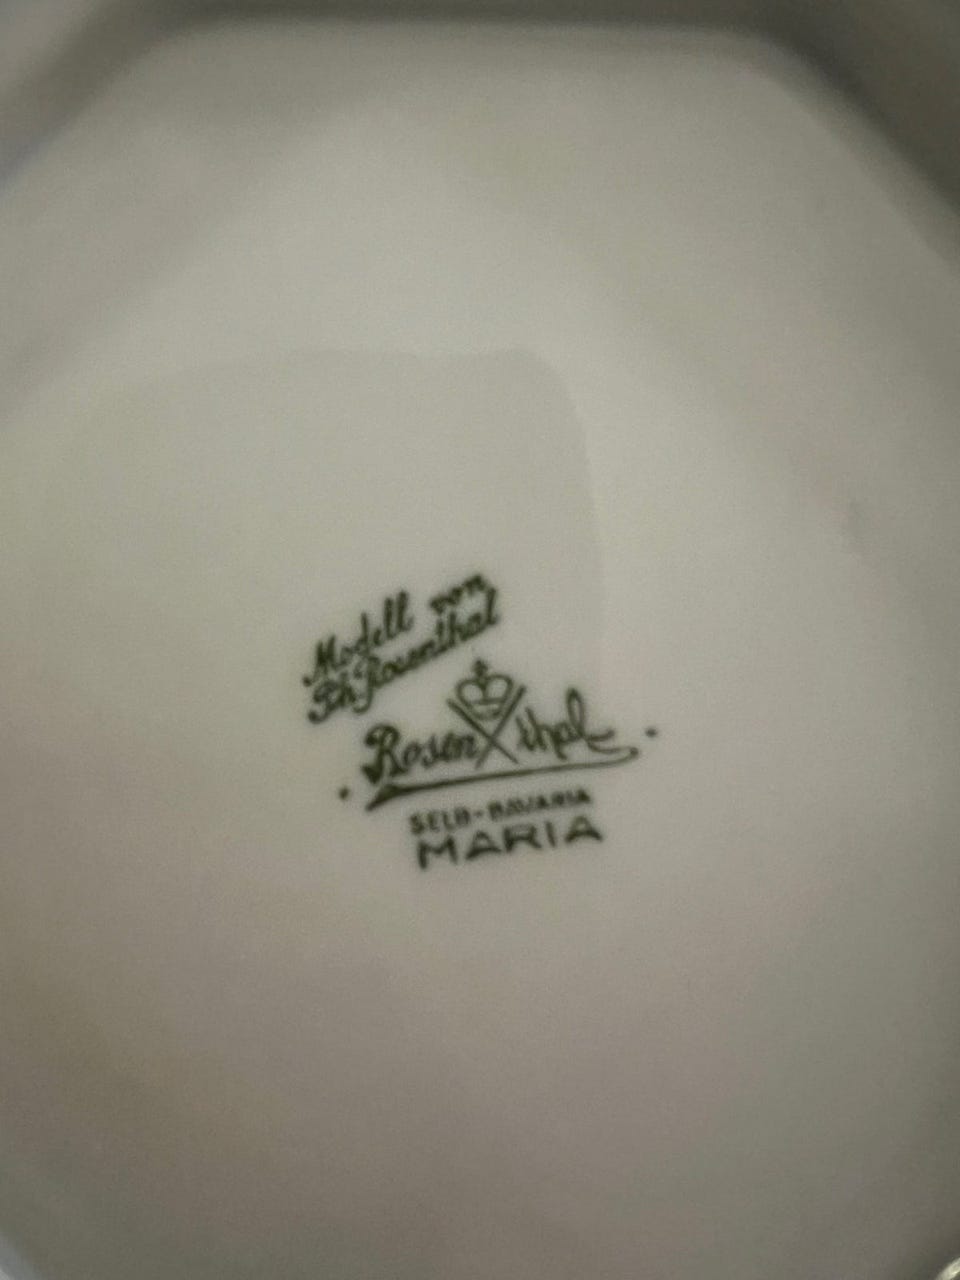 Modell von
Ph Rosenthal
Rosenthal
SELB-BAVARIA
MARIA